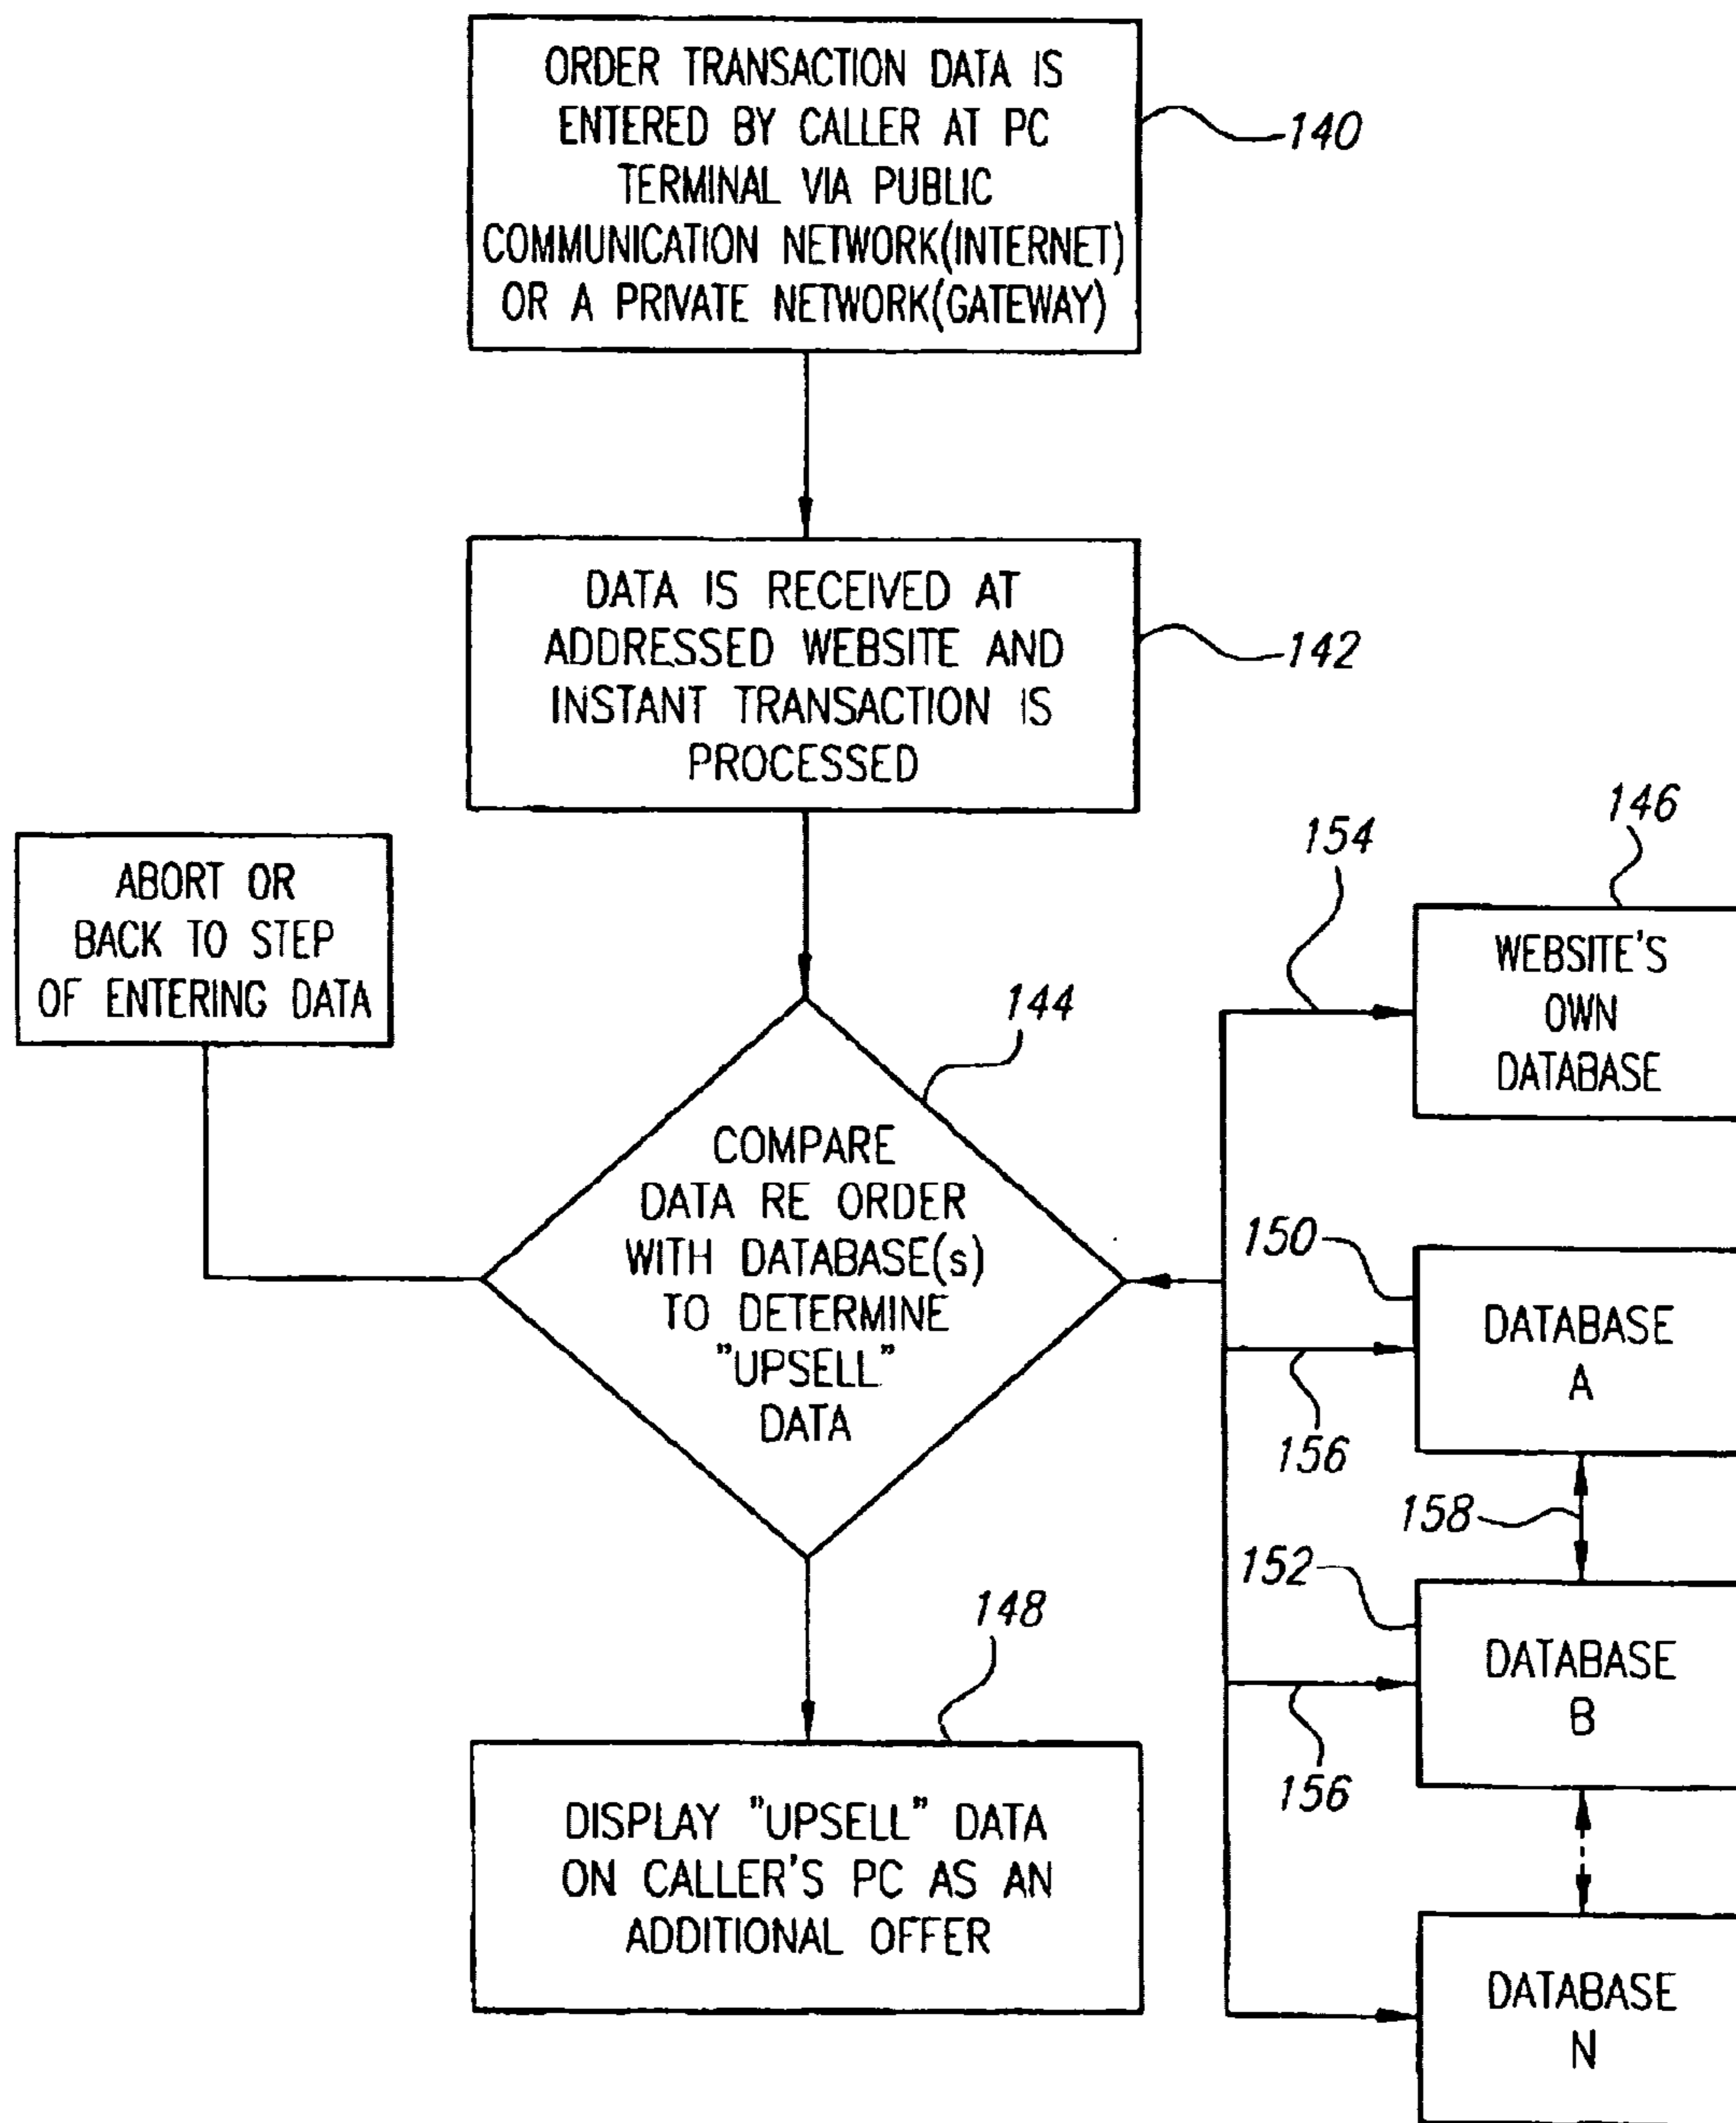 ORDER TRANSACTION DATA IS
ENTERED BY CALLER AT PC
TERMINAL VIA PUBLIC
COMMUNICATION NETWORK(INTERNET)
OR A PRIVATE NETWORK(GATEWAY)
140
DATA IS RECEIVED AT
ADDRESSED WEBSITE AND
INSTANT TRANSACTION IS
PROCESSED
142
ABORT OR
BACK TO STEP
OF ENTERING DATA
144
COMPARE
DATA RE ORDER
WITH DATABASE(s)
TO DETERMINE
"UPSELL"
DATA
154
146
WEBSITE'S
OWN
DATABASE
150
DATABASE
A
156
158
152
DATABASE
B
156
148
DISPLAY "UPSELL" DATA
ON CALLER'S PC AS AN
ADDITIONAL OFFER
DATABASE
N